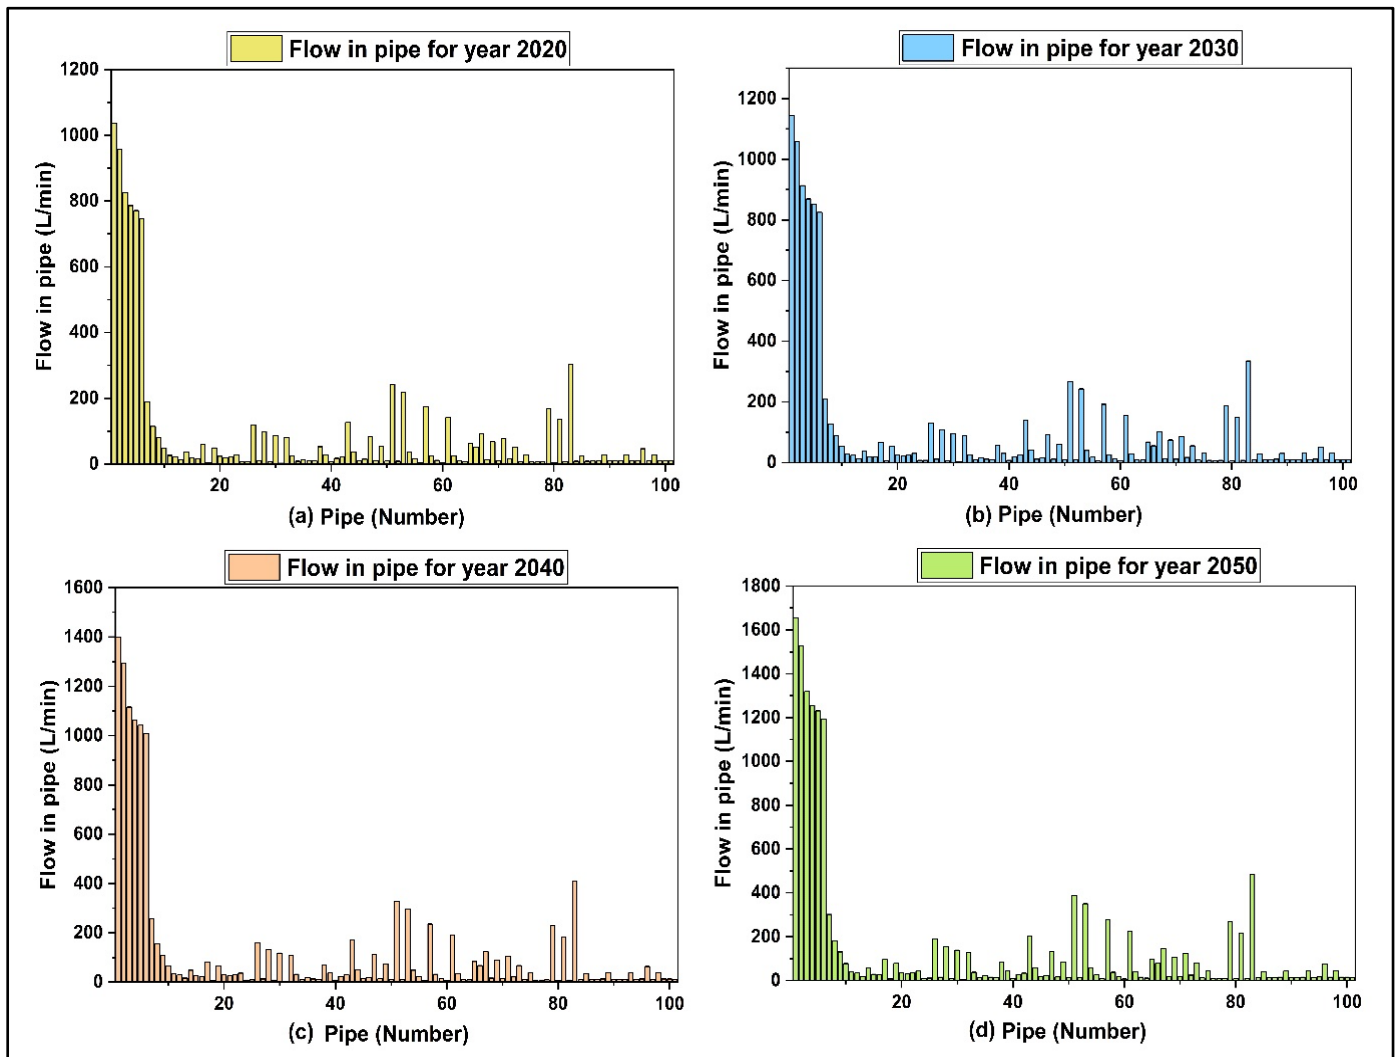 Flow in pipe for year 2020
1200
1000
800
600
400
200
0
Flow in pipe (L/min)
20 40 60 80 100
(a) Pipe (Number)
Flow in pipe for year 2030
1200
1000
800
600
400
200
0
Flow in pipe (L/min)
20 40 60 80 100
(b) Pipe (Number)
Flow in pipe for year 2040
1600
1400
1200
1000
800
600
400
200
0
Flow in pipe (L/min)
20 40 60 80 100
(c) Pipe (Number)
Flow in pipe for year 2050
1800
1600
1400
1200
1000
800
600
400
200
0
Flow in pipe (L/min)
20 40 60 80 100
(d) Pipe (Number)